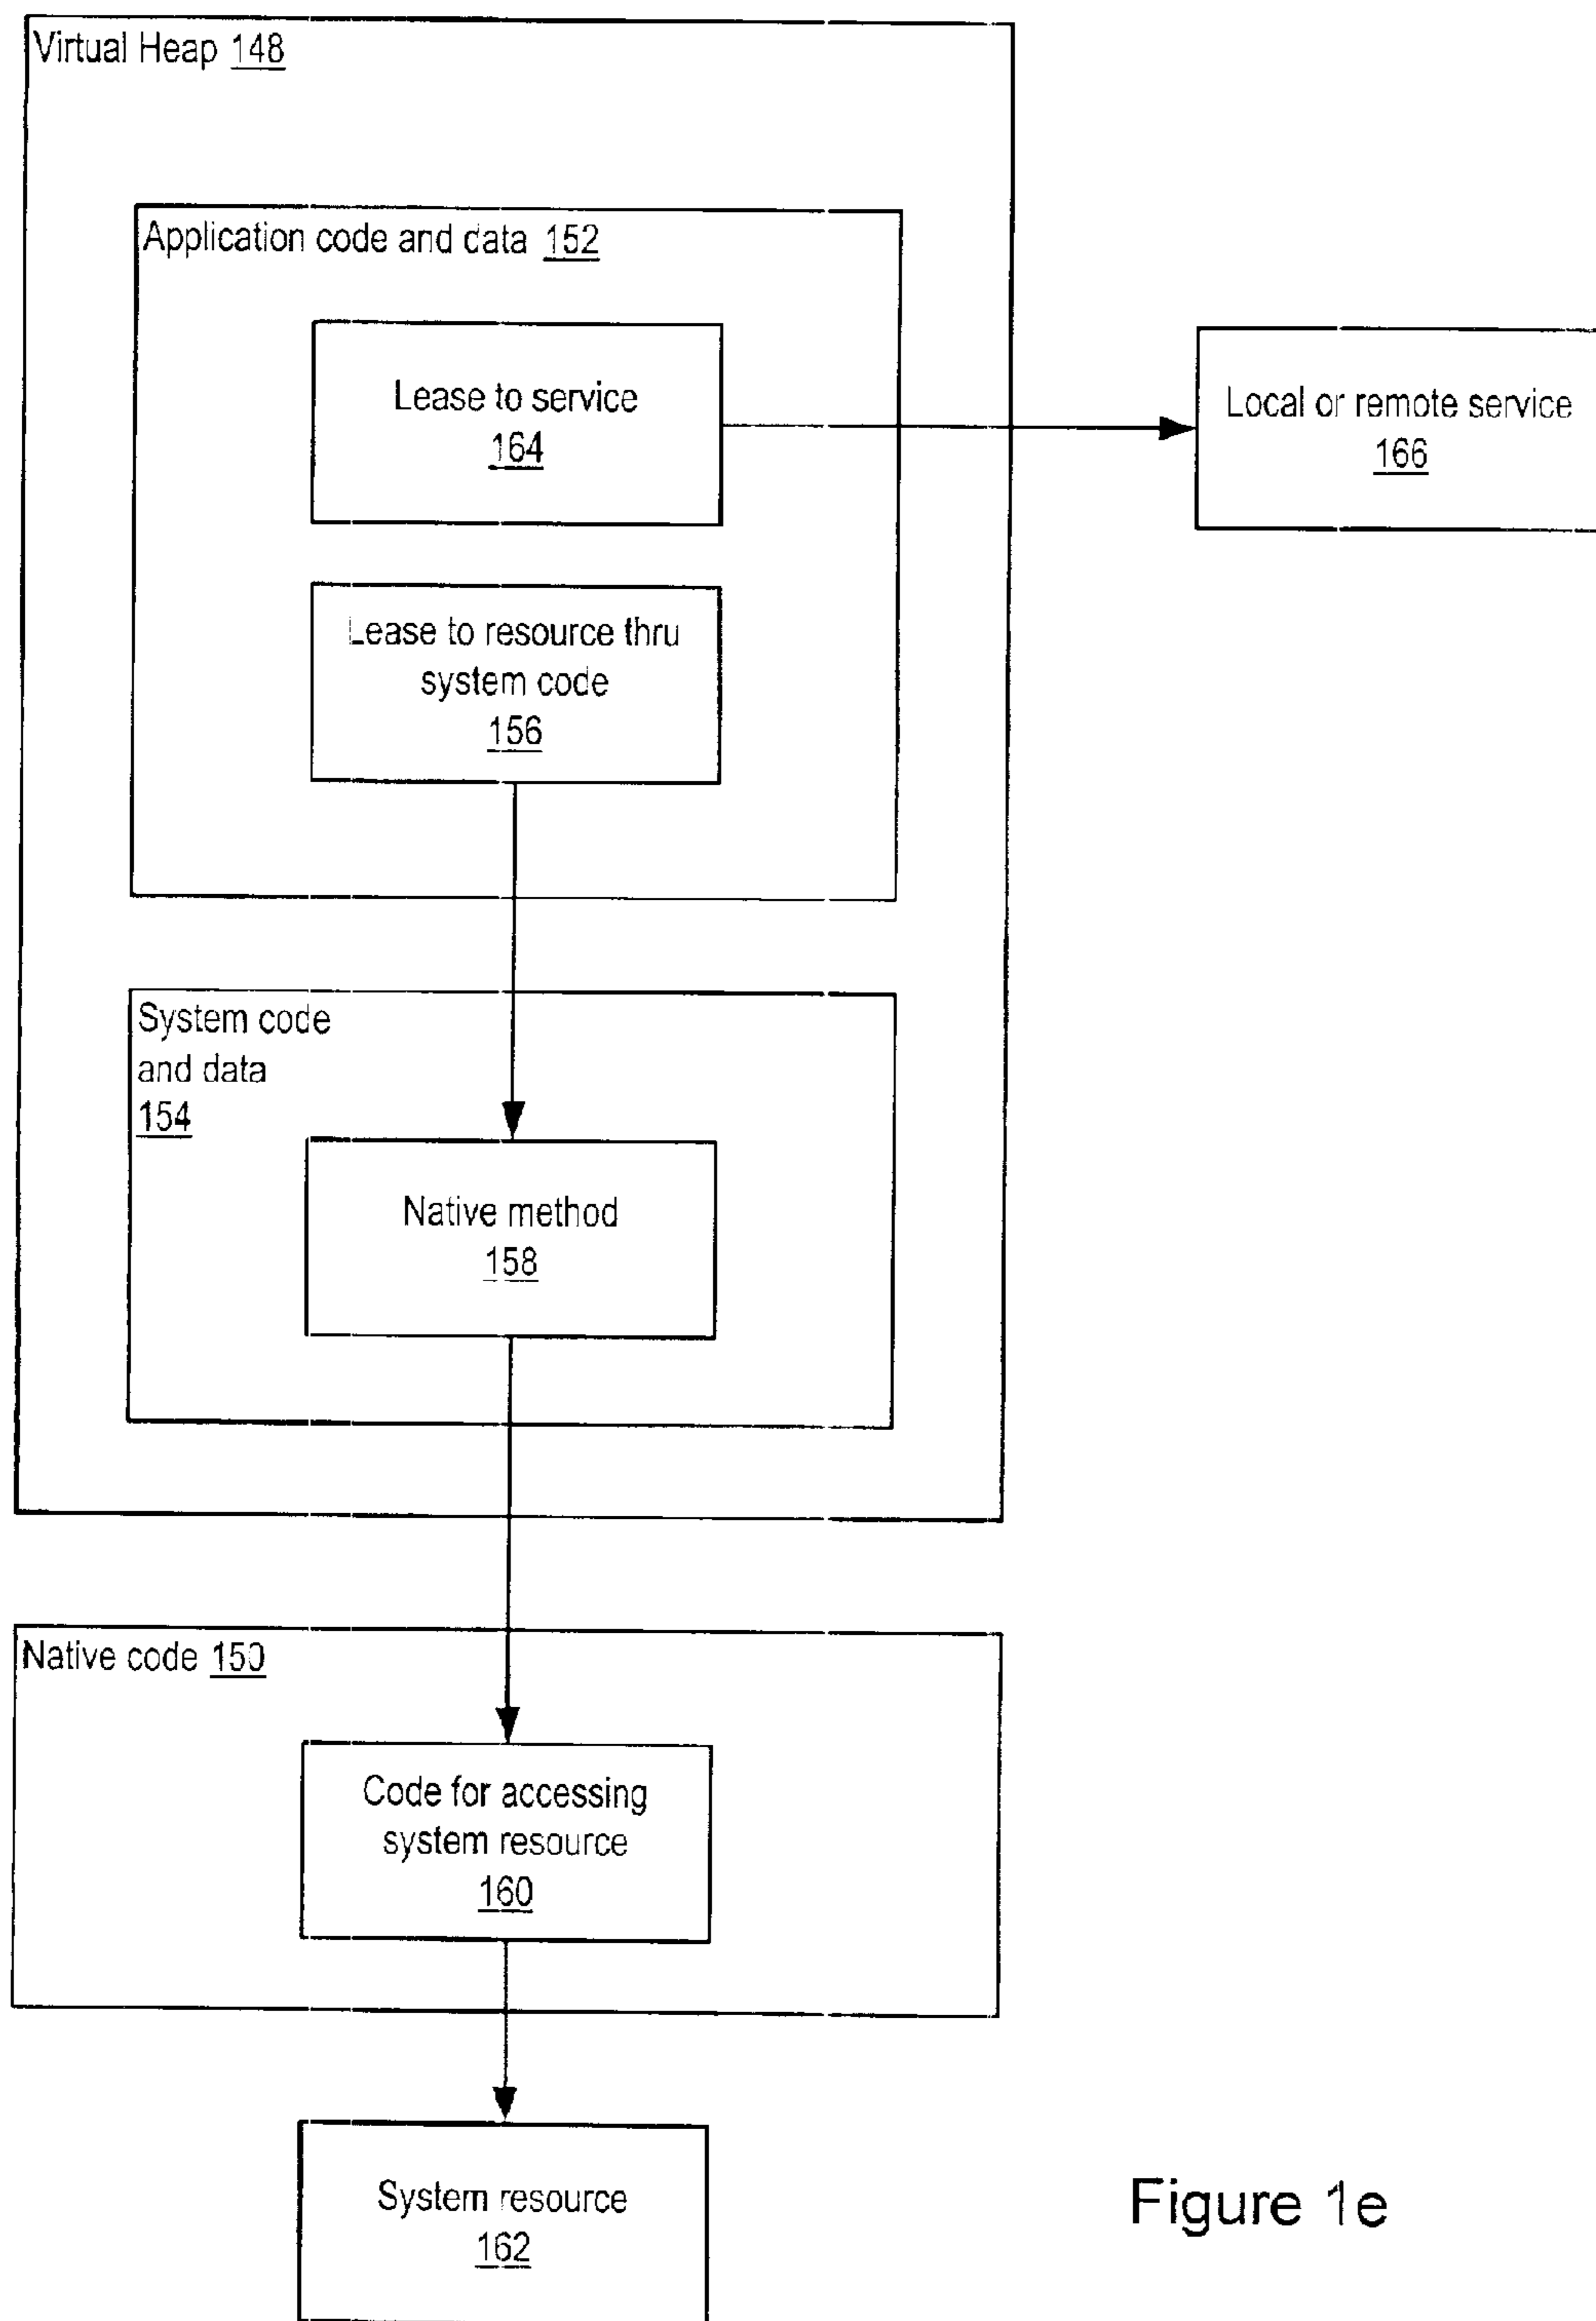 Virtual Heap 148
Application code and data 152
Lease to service
164
Local or remote service
166
Lease to resource thru
system code
156
System code
and data
154
Native method
158
Native code 150
Code for accessing
system resource
160
System resource
162
Figure 1e